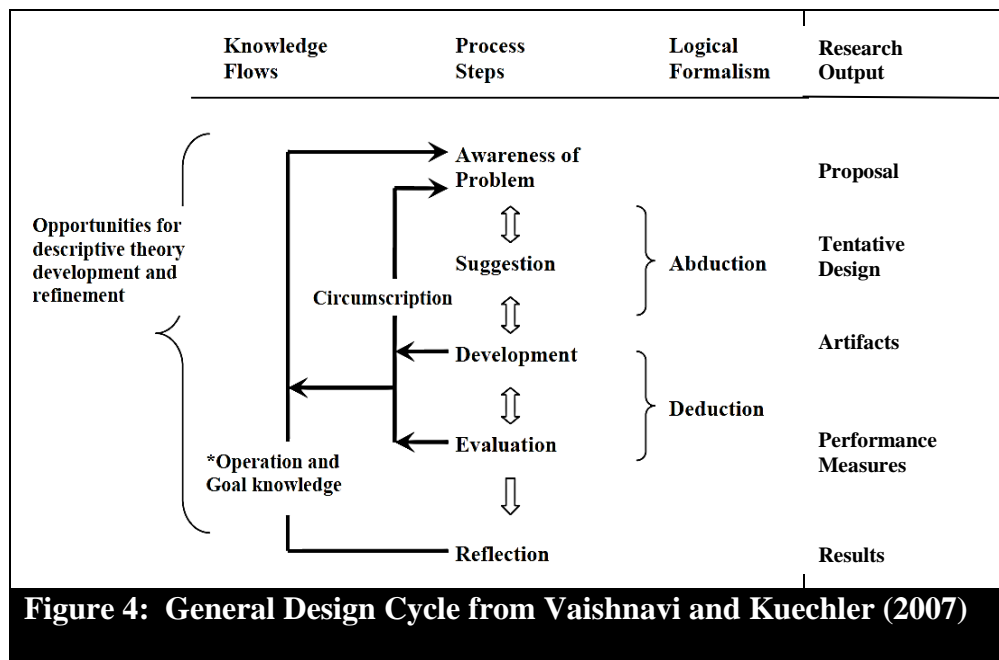 Knowledge
Flows
Process
Steps
Logical
Formalism
Research
Output
Opportunities for
descriptive theory
development and
refinement
Circumscription
*Operation and
Goal knowledge
Awareness of
Problem
Suggestion
Development
Evaluation
Reflection
Abduction
Deduction
Proposal
Tentative
Design
Artifacts
Performance
Measures
Results
Figure 4: General Design Cycle from Vaishnavi and Kuechler (2007)